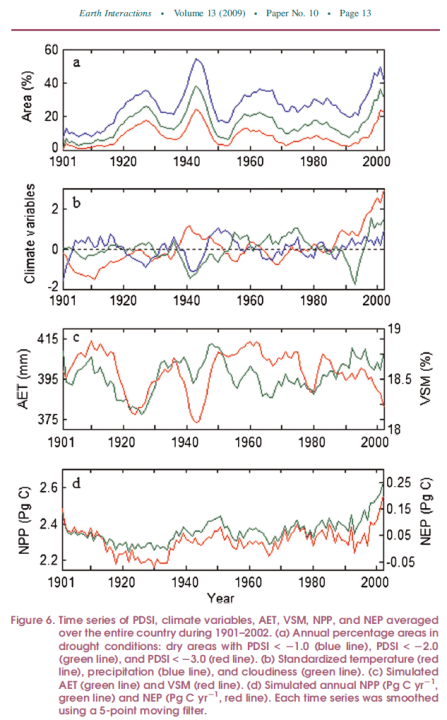 Earth Interactions • Volume 13 (2009) • Paper No. 10 • Page 13
60
a
Area (%)
40
20
0
1901 1920 1940 1960 1980 2000
b
Climate variables
2
0
-2
1901 1920 1940 1960 1980 2000
415
c
19
AET (mm)
395
18.5
VSM (%)
375
18
1901 1920 1940 1960 1980 2000
d
0.25
2.6
NPP (Pg C)
0.15
NEP (Pg C)
2.4
0.05
2.2
-0.05
1901 1920 1940 1960 1980 2000
Year
Figure 6. Time series of PDSI, climate variables, AET, VSM, NPP, and NEP averaged
over the entire country during 1901–2002. (a) Annual percentage areas in
drought conditions: dry areas with PDSI < −1.0 (blue line), PDSI < −2.0
(green line), and PDSI < −3.0 (red line). (b) Standardized temperature (red
line), precipitation (blue line), and cloudiness (green line). (c) Simulated
AET (green line) and VSM (red line). (d) Simulated annual NPP (Pg C yr⁻¹,
green line) and NEP (Pg C yr⁻¹, red line). Each time series was smoothed
using a 5-point moving filter.